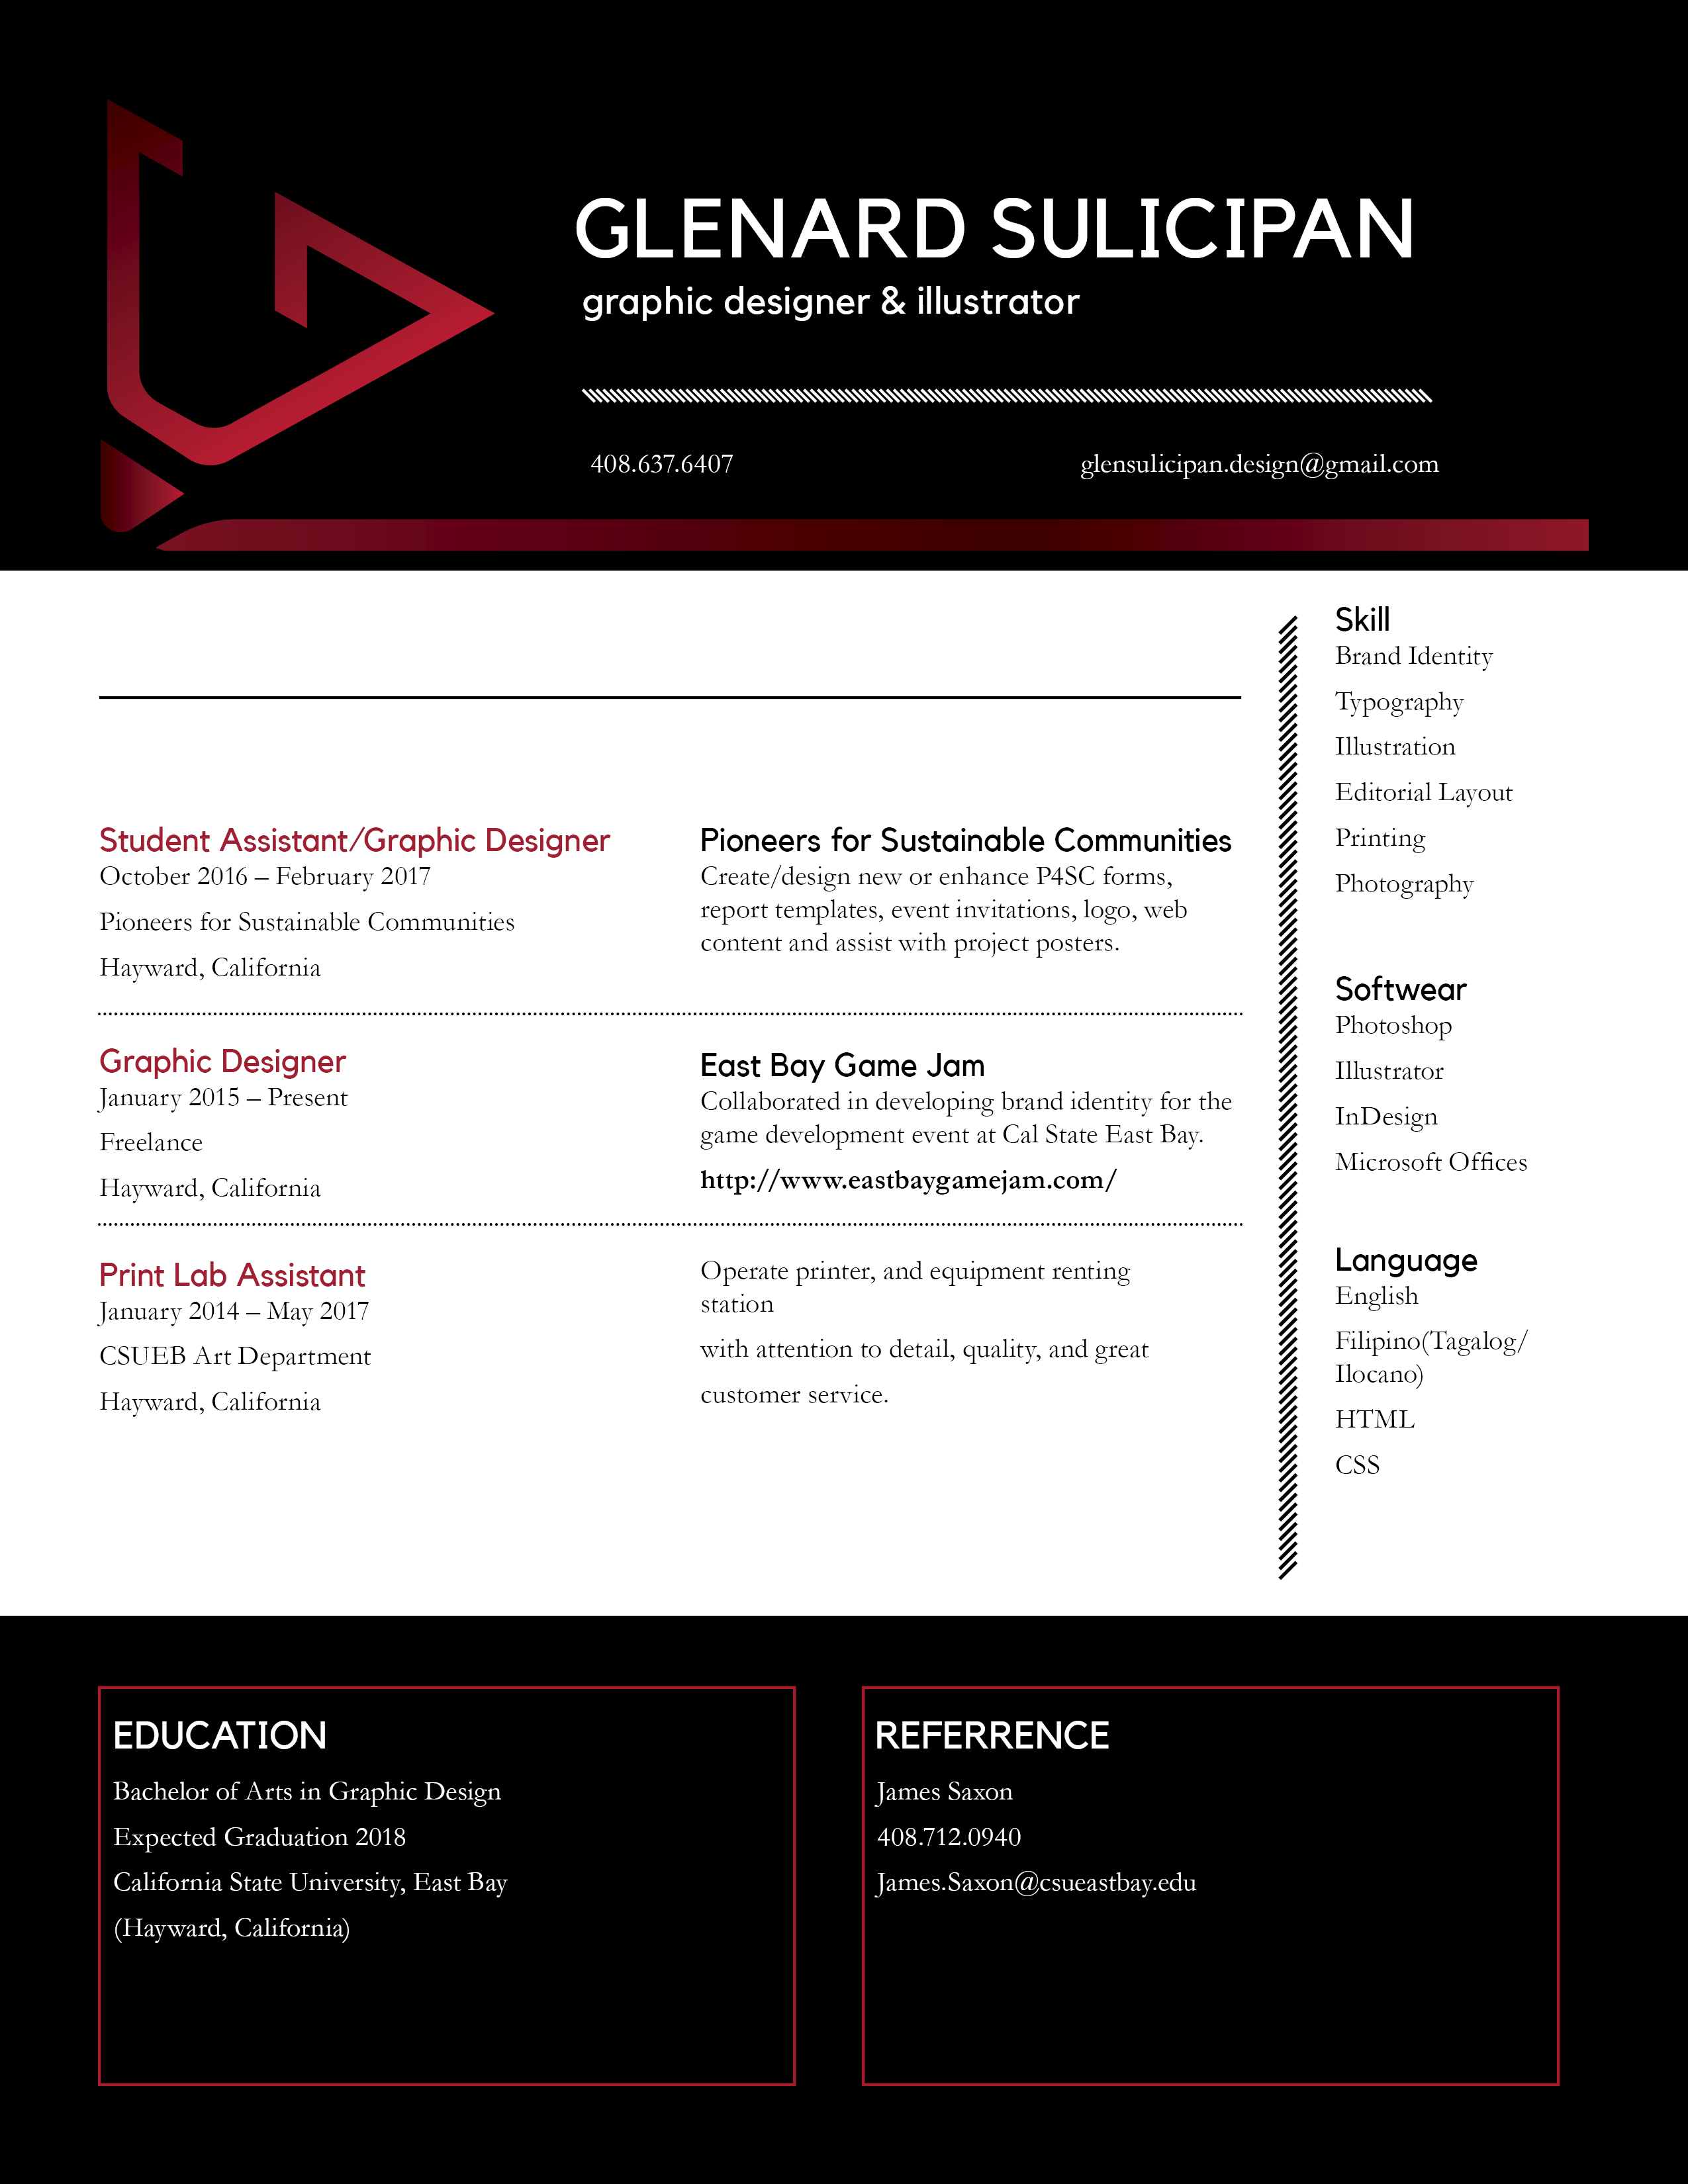 GLENARD SULICIPAN
graphic designer & illustrator
408.637.6407
glensulicipan.design@gmail.com
Student Assistant/Graphic Designer
October 2016 – February 2017
Pioneers for Sustainable Communities
Hayward, California
Pioneers for Sustainable Communities
Create/design new or enhance P4SC forms,
report templates, event invitations, logo, web
content and assist with project posters.
Graphic Designer
January 2015 – Present
Freelance
Hayward, California
East Bay Game Jam
Collaborated in developing brand identity for the
game development event at Cal State East Bay.
http://www.eastbaygamejam.com/
Print Lab Assistant
January 2014 – May 2017
CSUEB Art Department
Hayward, California
Operate printer, and equipment renting
station
with attention to detail, quality, and great
customer service.
Skill
Brand Identity
Typography
Illustration
Editorial Layout
Printing
Photography
Softwear
Photoshop
Illustrator
InDesign
Microsoft Offices
Language
English
Filipino(Tagalog/
Ilocano)
HTML
CSS
EDUCATION
Bachelor of Arts in Graphic Design
Expected Graduation 2018
California State University, East Bay
(Hayward, California)
REFERRENCE
James Saxon
408.712.0940
James.Saxon@csueastbay.edu